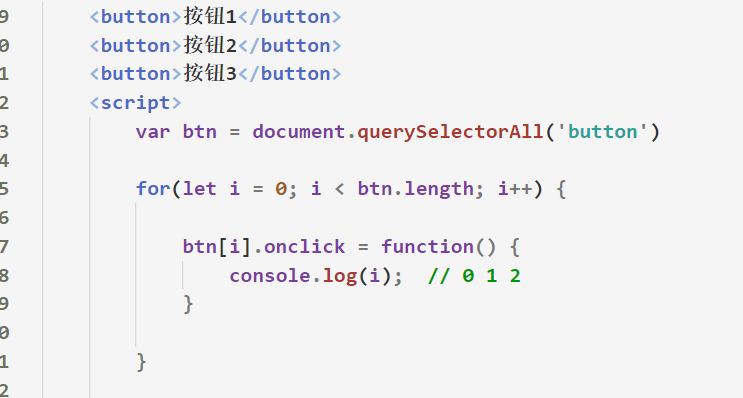 9 <button>按钮1</button>
0 <button>按钮2</button>
1 <button>按钮3</button>
2 <script>
3 var btn = document.querySelectorAll('button')
4
5 for(let i = 0; i < btn.length; i++) {
6
7 btn[i].onclick = function() {
8 console.log(i);  // 0 1 2
9 }
0
1 }
2